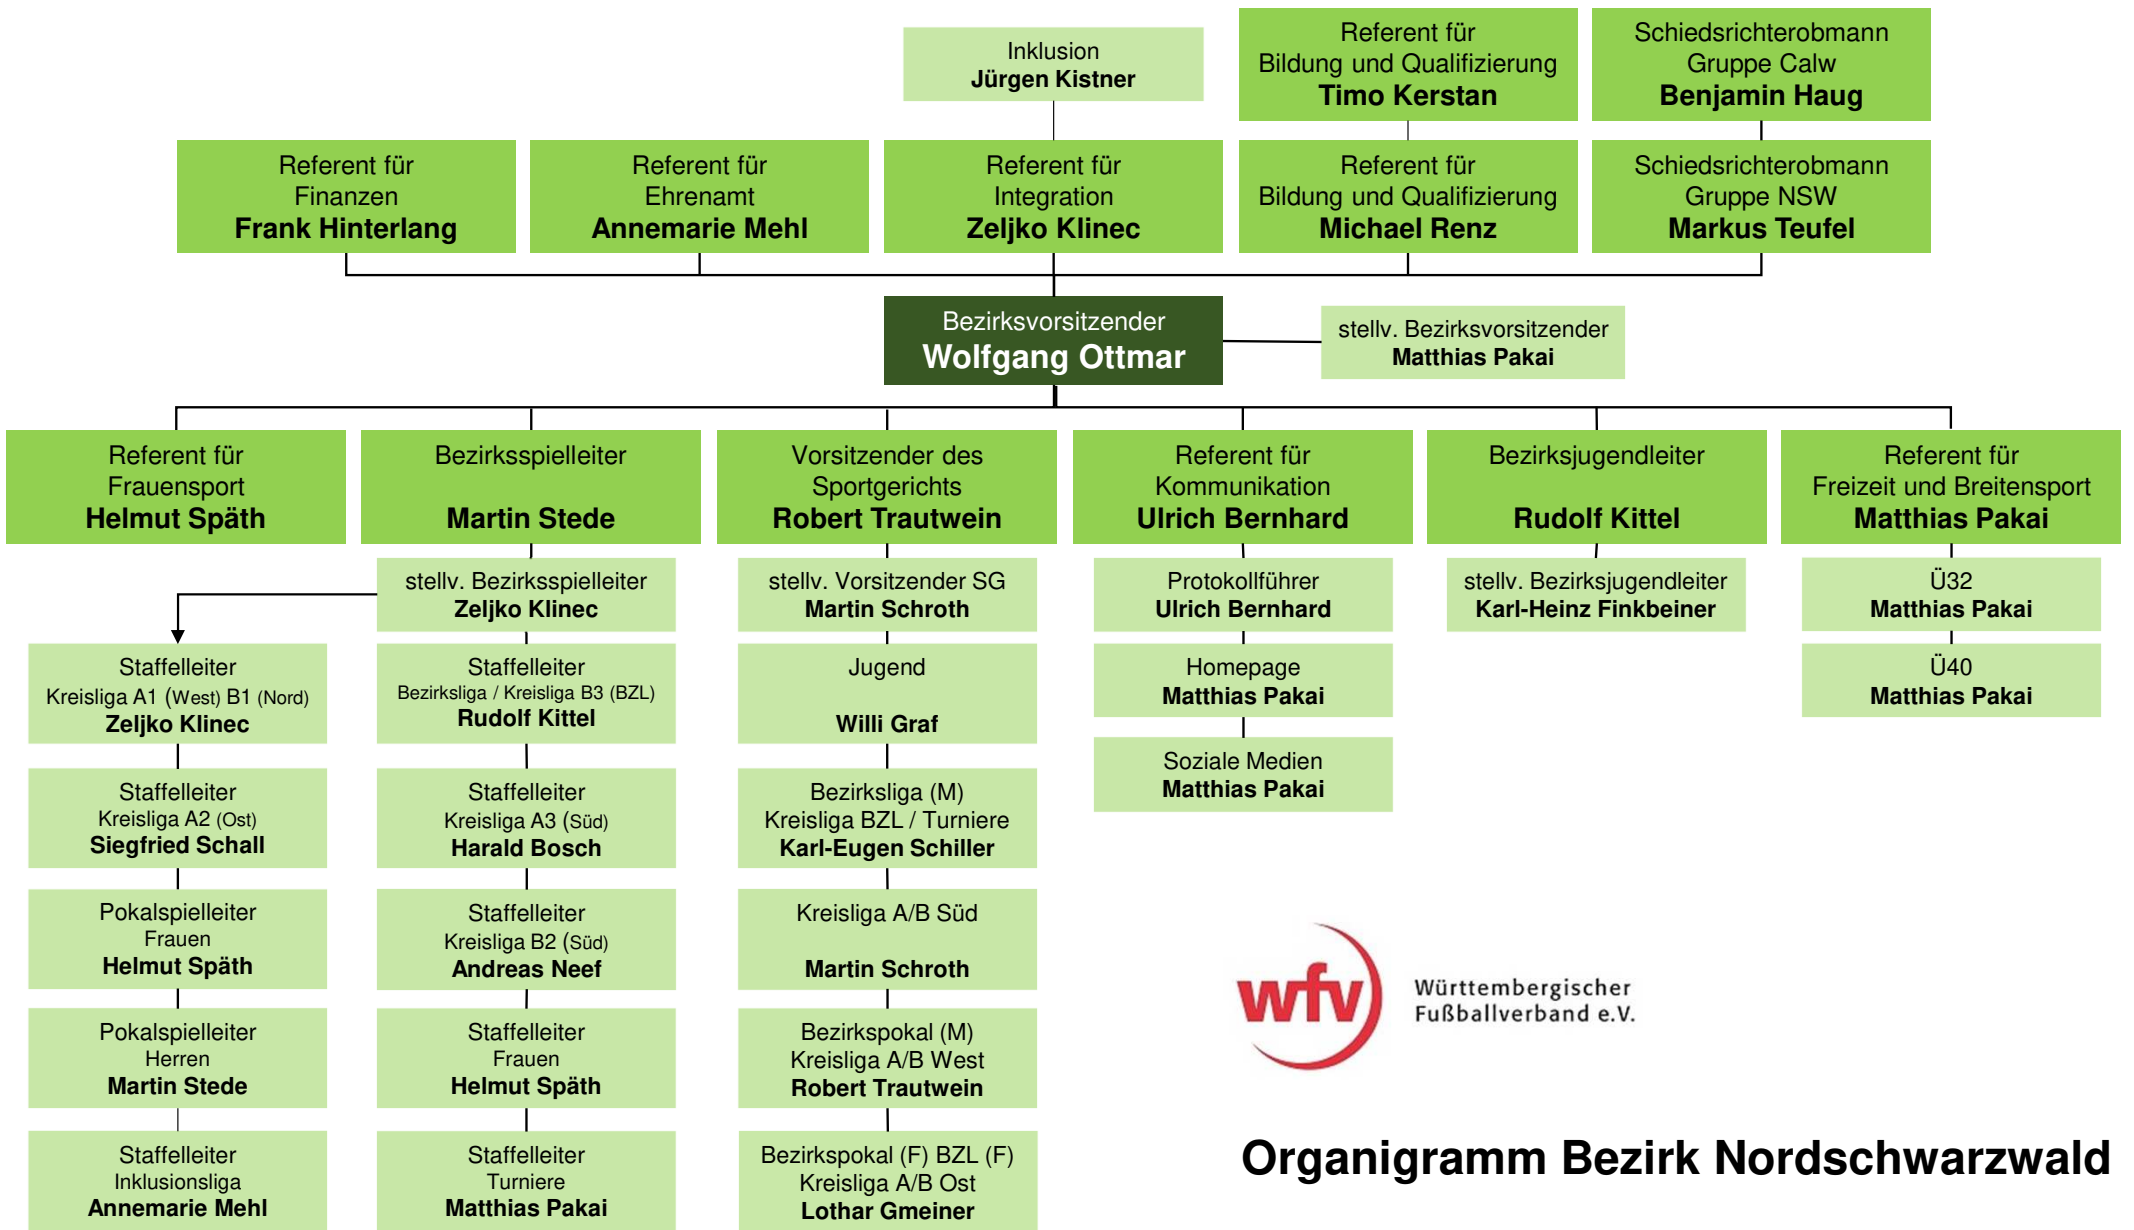 Inklusion
Jürgen Kistner
Referent für
Bildung und Qualifizierung
Timo Kerstan
Schiedsrichterobmann
Gruppe Calw
Benjamin Haug
Referent für
Finanzen
Frank Hinterlang
Referent für
Ehrenamt
Annemarie Mehl
Referent für
Integration
Zeljko Klinec
Referent für
Bildung und Qualifizierung
Michael Renz
Schiedsrichterobmann
Gruppe NSW
Markus Teufel
Bezirksvorsitzender
Wolfgang Ottmar
stellv. Bezirksvorsitzender
Matthias Pakai
Referent für
Frauensport
Helmut Späth
Bezirksspielleiter
Martin Stede
Vorsitzender des
Sportgerichts
Robert Trautwein
Referent für
Kommunikation
Ulrich Bernhard
Bezirksjugendleiter
Rudolf Kittel
Referent für
Freizeit und Breitensport
Matthias Pakai
stellv. Bezirksspielleiter
Zeljko Klinec
stellv. Vorsitzender SG
Martin Schroth
Protokollführer
Ulrich Bernhard
stellv. Bezirksjugendleiter
Karl-Heinz Finkbeiner
Ü32
Matthias Pakai
Staffelleiter
Kreisliga A1 (West) B1 (Nord)
Zeljko Klinec
Staffelleiter
Bezirksliga / Kreisliga B3 (BZL)
Rudolf Kittel
Jugend
Willi Graf
Homepage
Matthias Pakai
Ü40
Matthias Pakai
Staffelleiter
Kreisliga A2 (Ost)
Siegfried Schall
Staffelleiter
Kreisliga A3 (Süd)
Harald Bosch
Bezirksliga (M)
Kreisliga BZL / Turniere
Karl-Eugen Schiller
Soziale Medien
Matthias Pakai
Pokalspielleiter
Frauen
Helmut Späth
Staffelleiter
Kreisliga B2 (Süd)
Andreas Neef
Kreisliga A/B Süd
Martin Schroth
Pokalspielleiter
Herren
Martin Stede
Staffelleiter
Frauen
Helmut Späth
Bezirkspokal (M)
Kreisliga A/B West
Robert Trautwein
Staffelleiter
Inklusionsliga
Annemarie Mehl
Staffelleiter
Turniere
Matthias Pakai
Bezirkspokal (F) BZL (F)
Kreisliga A/B Ost
Lothar Gmeiner
wfv
Württembergischer
Fußballverband e.V.
Organigramm Bezirk Nordschwarzwald